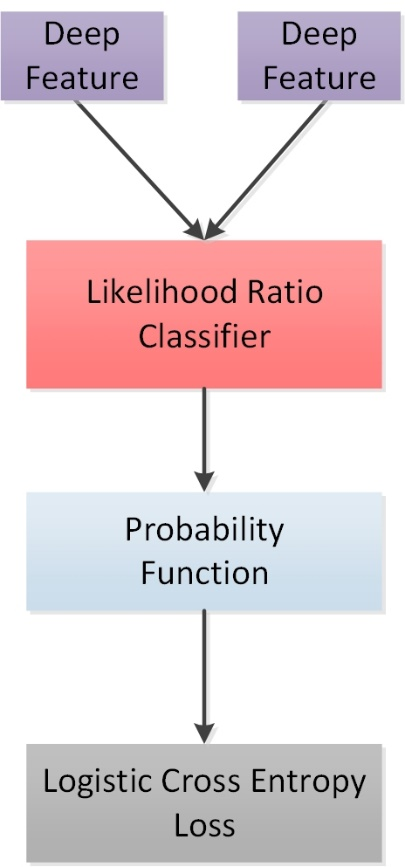 Deep
Feature
Deep
Feature
Likelihood Ratio
Classifier
Probability
Function
Logistic Cross Entropy
Loss